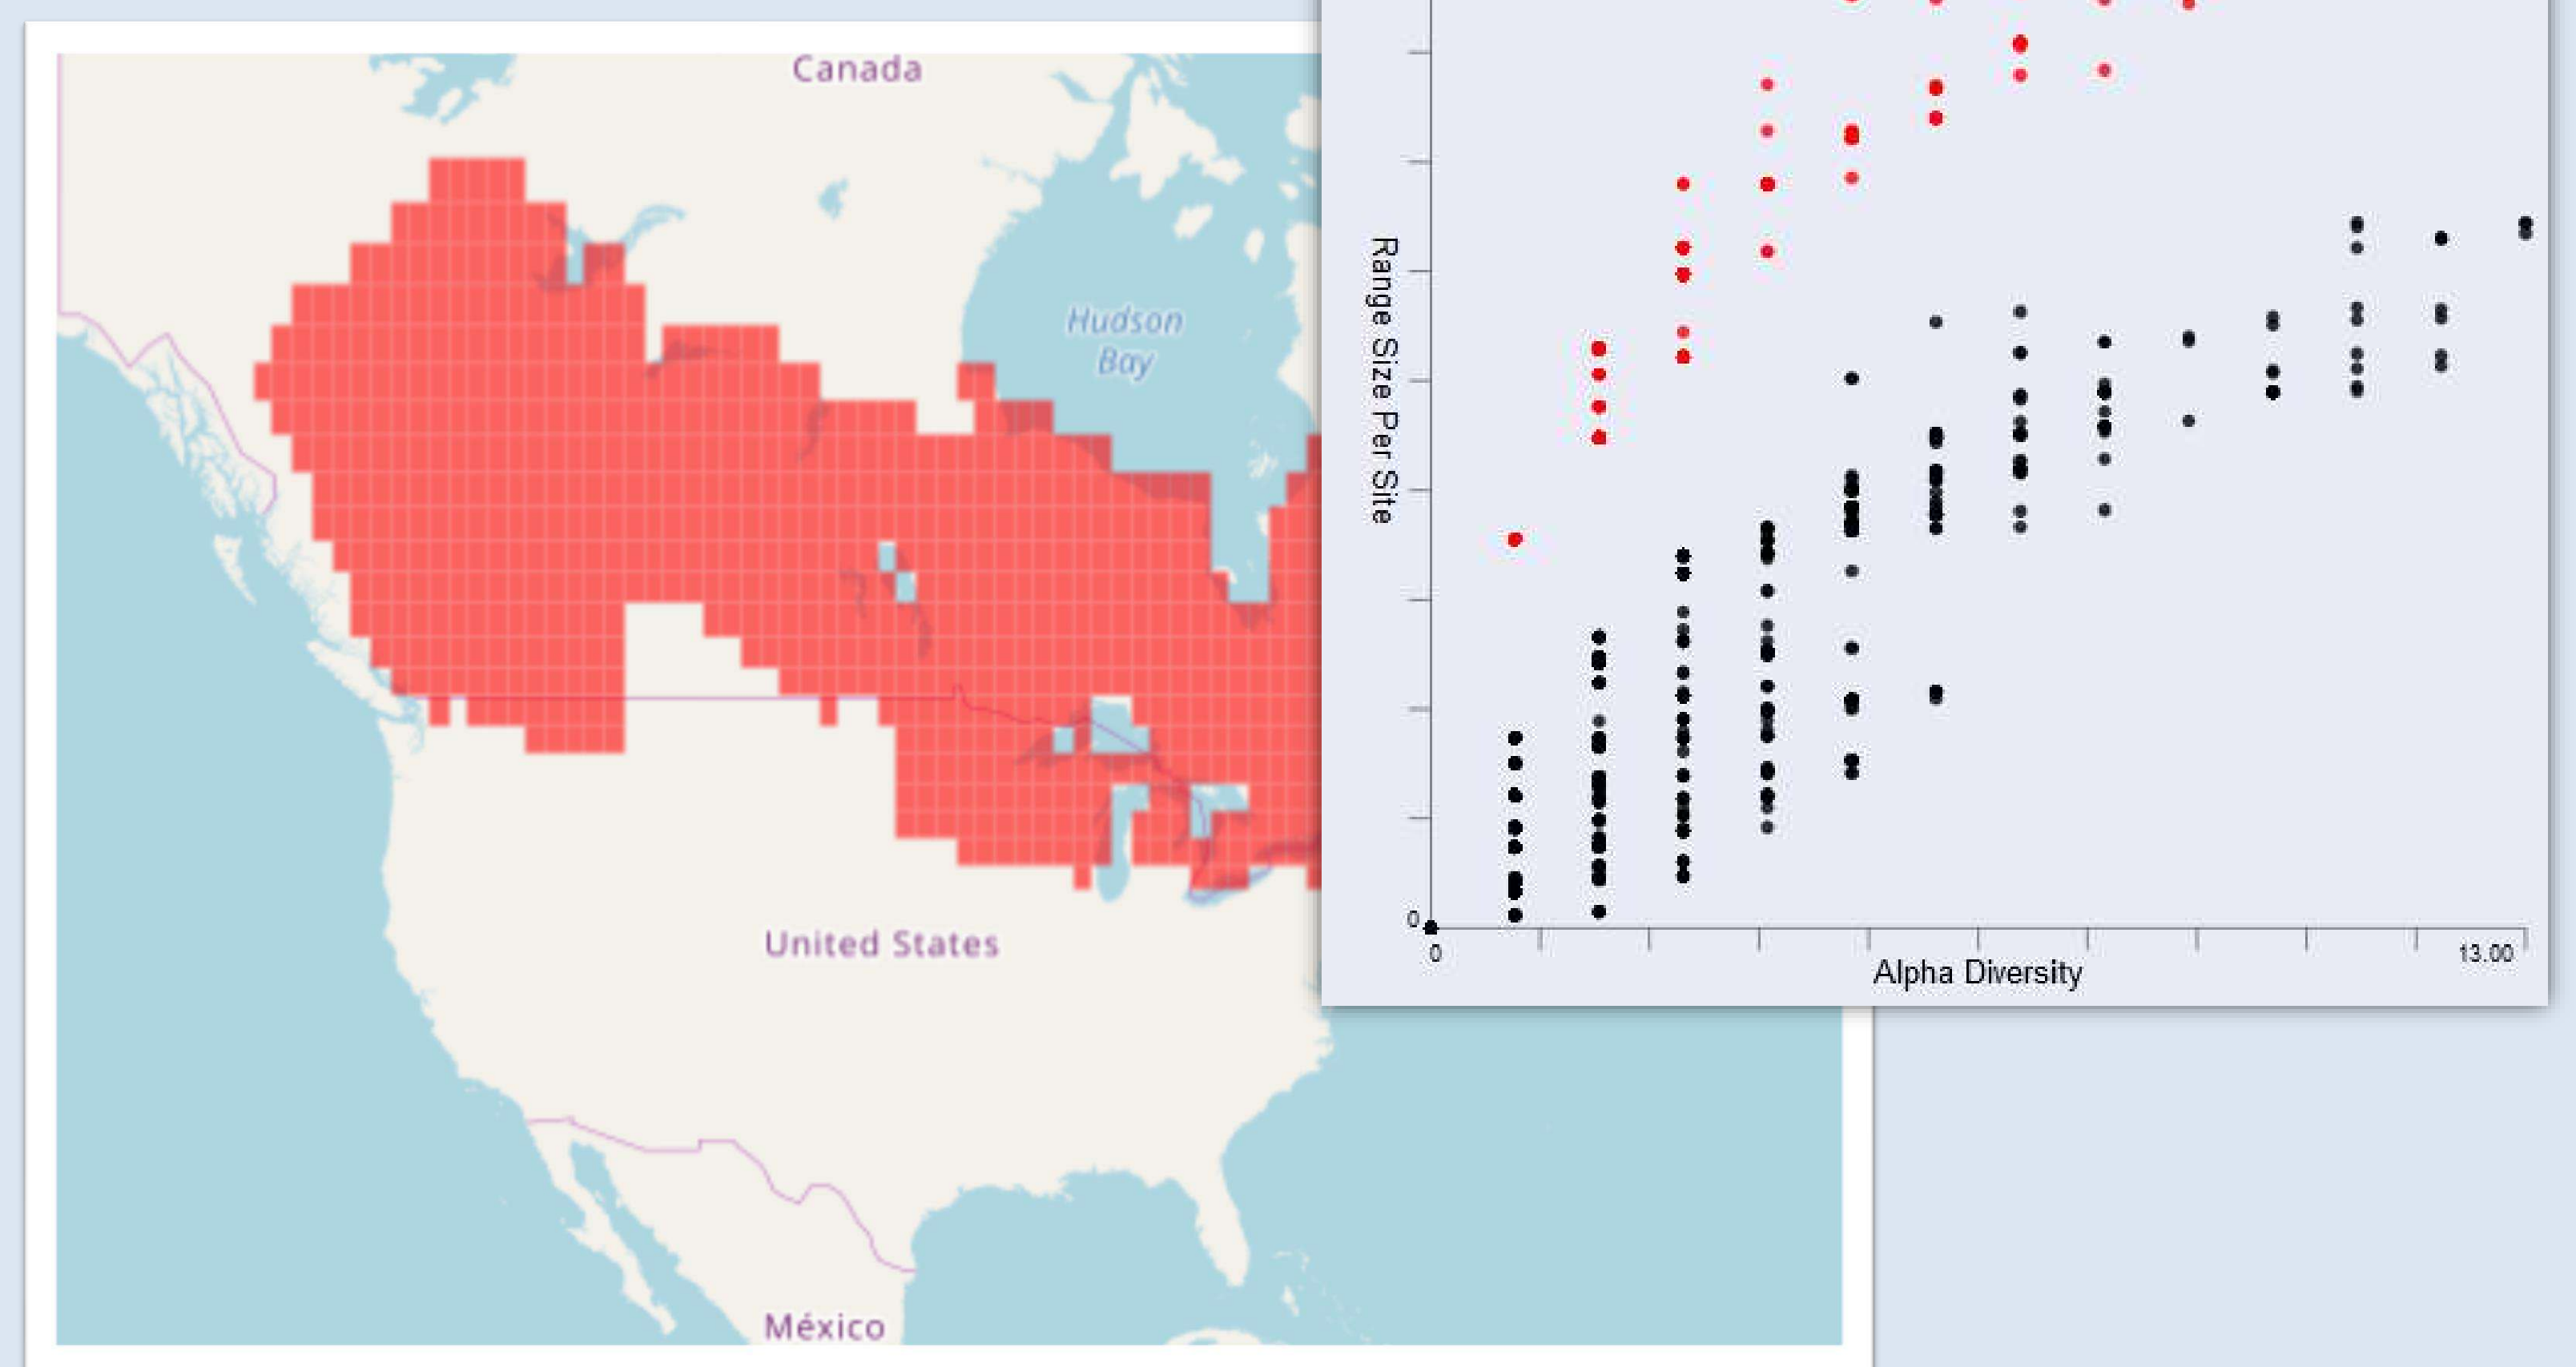 Canada
Hudson
Bay
United States
México
Range Size Per Site
0
0
13.00
Alpha Diversity